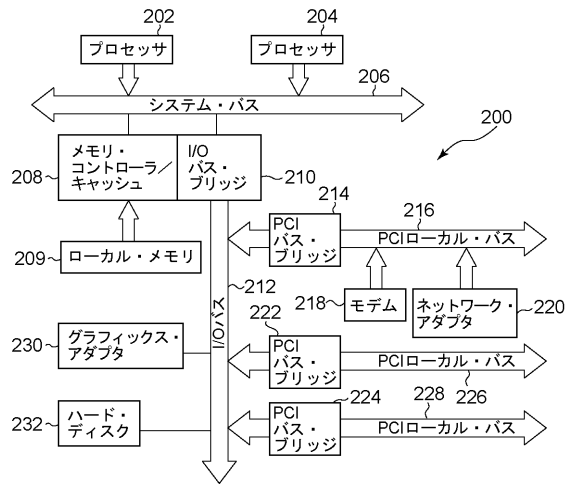 202
204
プロセッサ
プロセッサ
206
システム・バス
200
メモリ・
コントローラ／
キャッシュ
I/O
バス・
ブリッジ
208
210
214
216
PCI
バス・
ブリッジ
PCIローカル・バス
209
ローカル・メモリ
212
I/Oバス
218
モデム
ネットワーク・
アダプタ
220
222
230
グラフィックス・
アダプタ
PCI
バス・
ブリッジ
PCIローカル・バス
226
224
228
232
ハード・
ディスク
PCI
バス・
ブリッジ
PCIローカル・バス